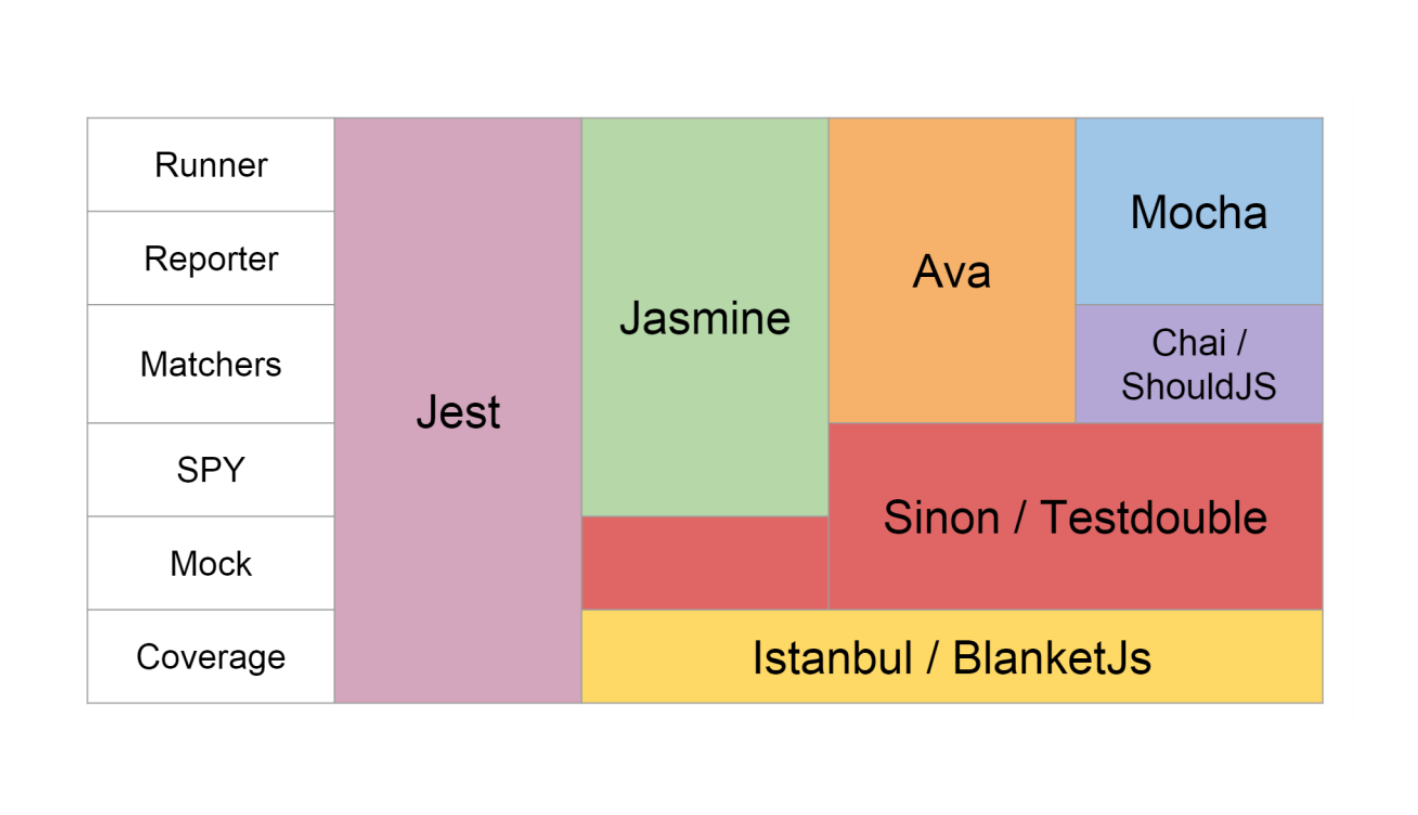 Runner
Reporter
Matchers
SPY
Mock
Coverage
Jest
Jasmine
Ava
Mocha
Chai /
ShouldJS
Sinon / Testdouble
Istanbul / BlanketJs